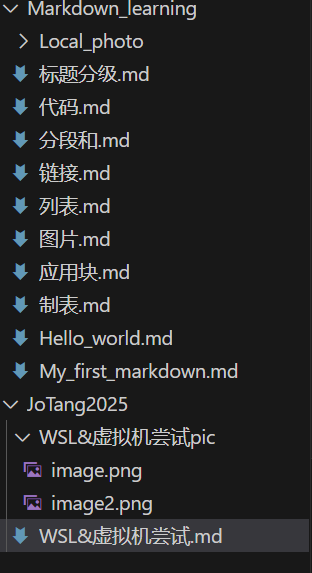 Markdown_learning
Local_photo
标题分级.md
代码.md
分段和.md
链接.md
列表.md
图片.md
应用块.md
制表.md
Hello_world.md
My_first_markdown.md
JoTang2025
WSL&虚拟机尝试pic
image.png
image2.png
WSL&虚拟机尝试.md